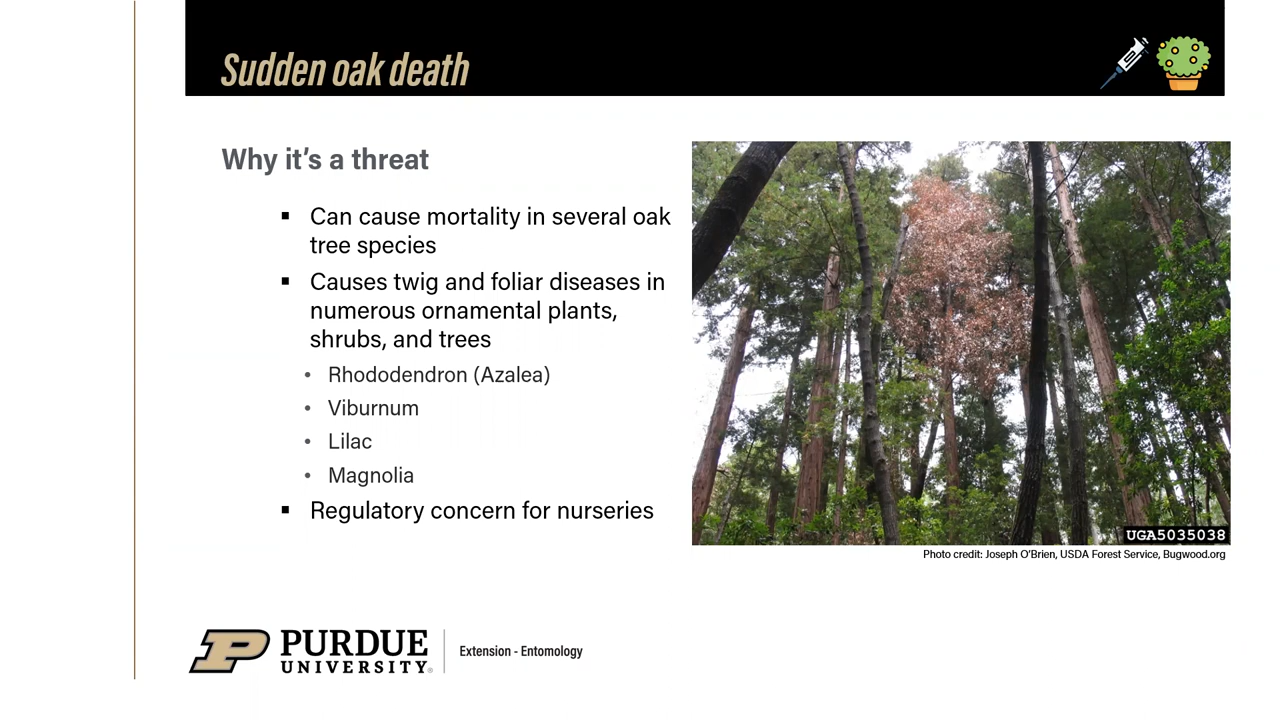 Sudden oak death
Why it's a threat
▪ Can cause mortality in several oak
tree species
▪ Causes twig and foliar diseases in
numerous ornamental plants,
shrubs, and trees
• Rhododendron (Azalea)
• Viburnum
• Lilac
• Magnolia
▪ Regulatory concern for nurseries
UGA5035038
Photo credit: Joseph O'Brien, USDA Forest Service, Bugwood.org
P PURDUE
UNIVERSITY®
Extension - Entomology